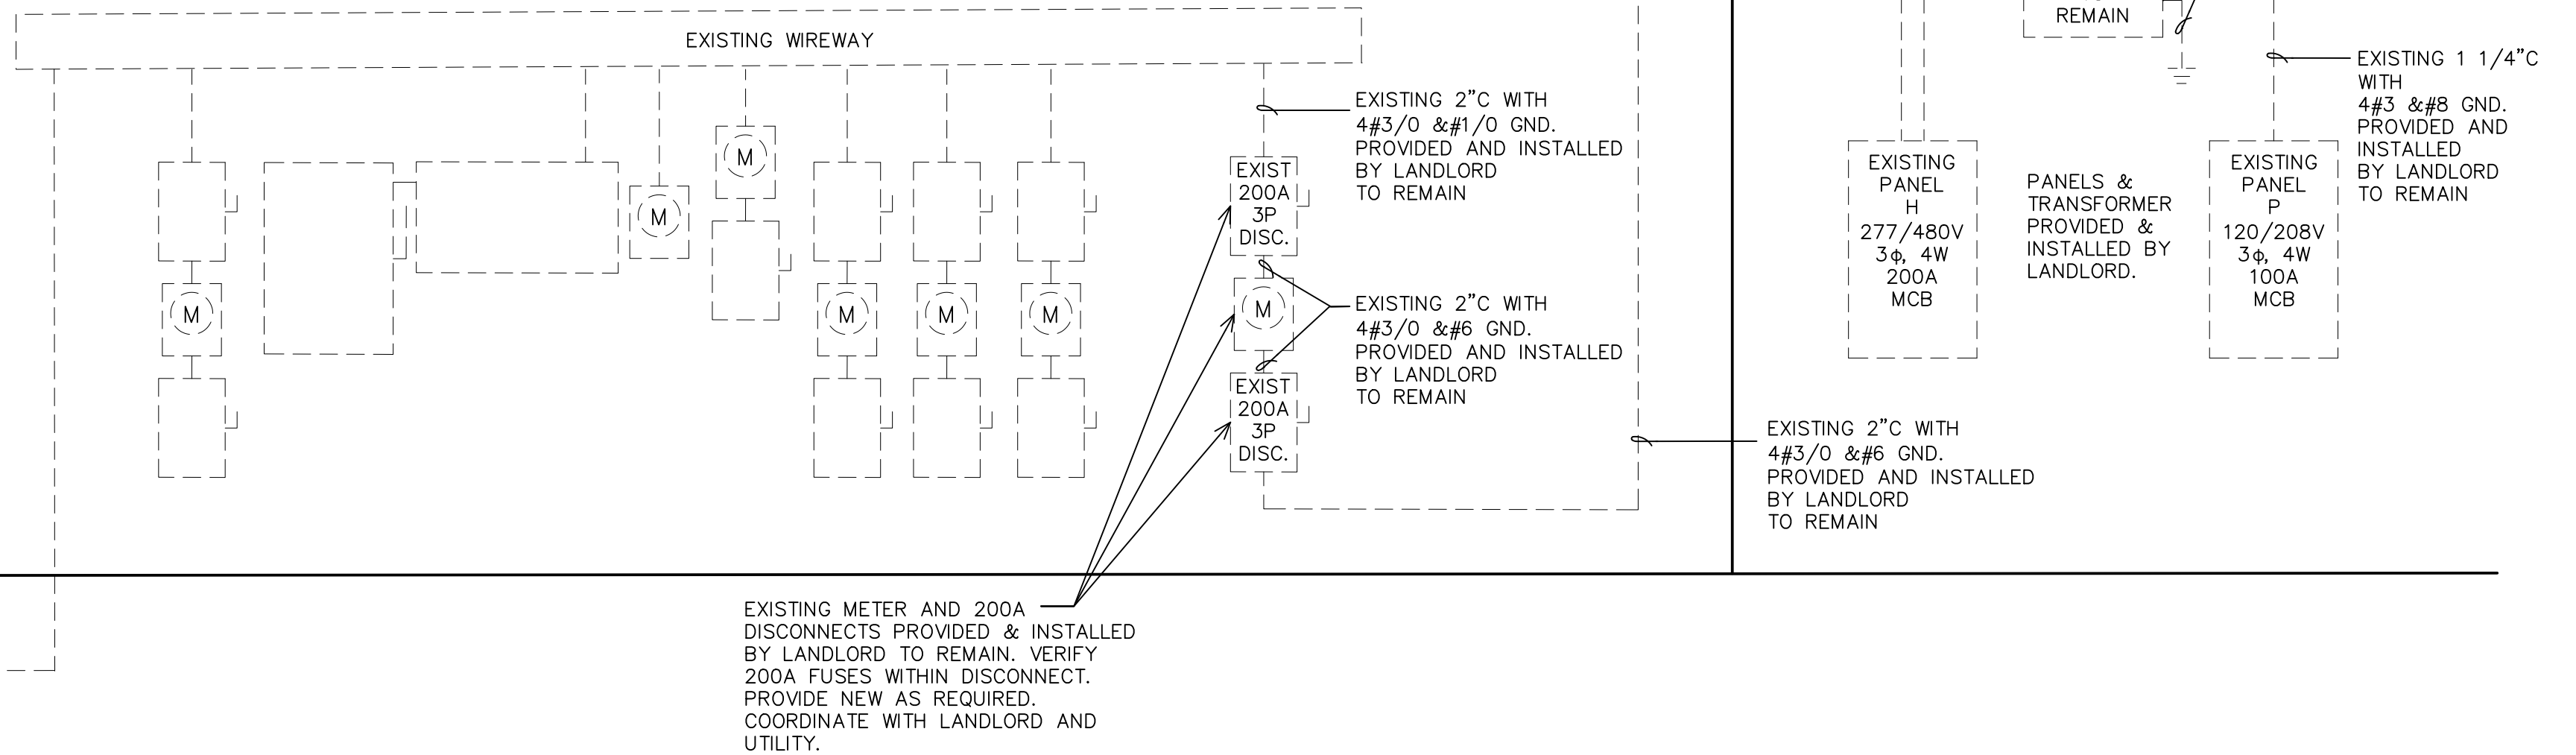 EXISTING WIREWAY
M
M
M
M
M
M
EXISTING 2"C WITH
4#3/0 &#1/0 GND.
PROVIDED AND INSTALLED
BY LANDLORD
TO REMAIN
EXIST
200A
3P
DISC.
M
EXIST
200A
3P
DISC.
EXISTING 2"C WITH
4#3/0 &#6 GND.
PROVIDED AND INSTALLED
BY LANDLORD
TO REMAIN
EXISTING METER AND 200A
DISCONNECTS PROVIDED & INSTALLED
BY LANDLORD TO REMAIN. VERIFY
200A FUSES WITHIN DISCONNECT.
PROVIDE NEW AS REQUIRED.
COORDINATE WITH LANDLORD AND
UTILITY.
REMAIN
EXISTING
PANEL
H
277/480V
3ϕ, 4W
200A
MCB
PANELS &
TRANSFORMER
PROVIDED &
INSTALLED BY
LANDLORD.
EXISTING
PANEL
P
120/208V
3ϕ, 4W
100A
MCB
EXISTING 1 1/4"C
WITH
4#3 &#8 GND.
PROVIDED AND
INSTALLED
BY LANDLORD
TO REMAIN
EXISTING 2"C WITH
4#3/0 &#6 GND.
PROVIDED AND INSTALLED
BY LANDLORD
TO REMAIN